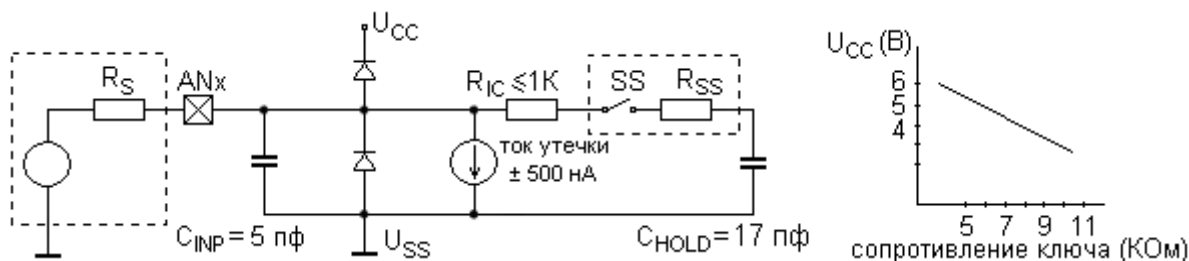 U_CC
R_S
ANx
R_IC ⩽1K
SS
R_SS
ток утечки
± 500 нА
C_INP = 5 пф
U_SS
C_HOLD = 17 пф
U_CC (В)
6
5
4
5 7 9 11
сопротивление ключа (КОм)